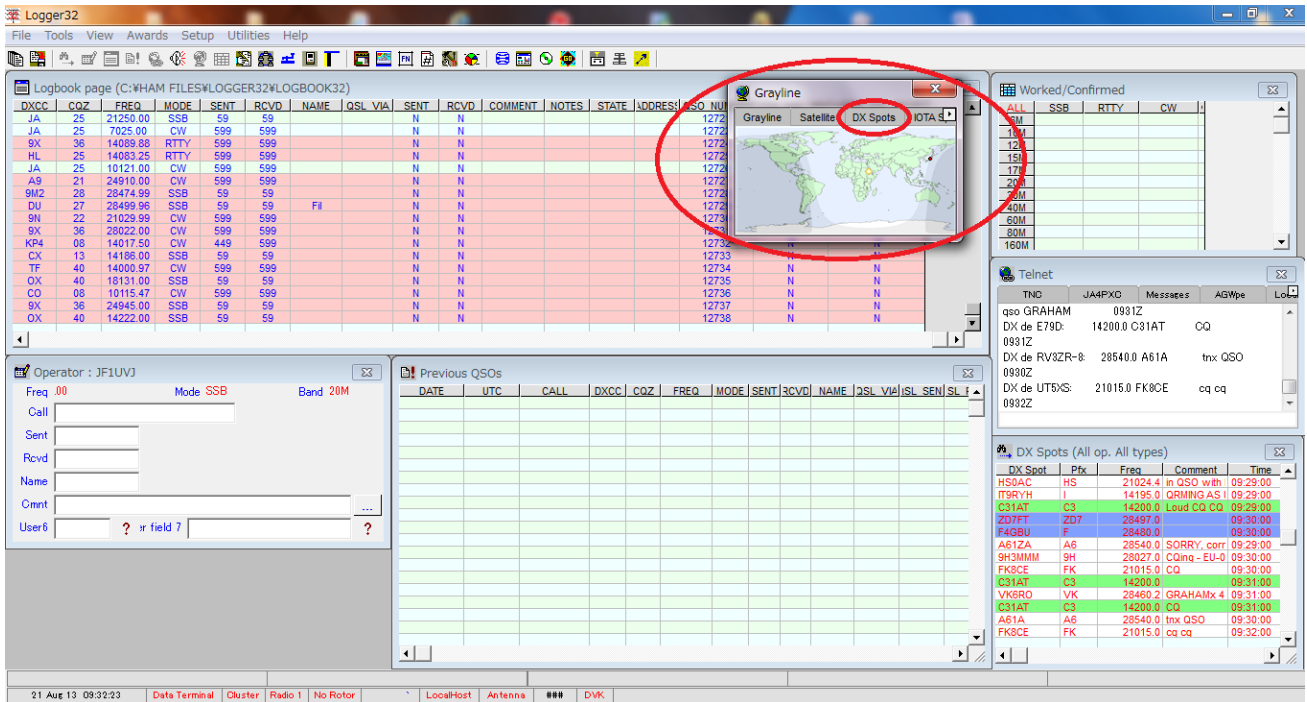 Logger32
File Tools View Awards Setup Utilities Help
Logbook page (C:¥HAM FILES¥LOGGER32¥LOGBOOK32)
DXCC CQZ FREQ MODE SENT RCVD NAME QSL VIA SENT RCVD COMMENT NOTES STATE ADDRESS QSO NUM
JA 25 21250.00 SSB 59 59 N N
JA 25 7025.00 CW 599 599 N N
9X 36 14089.88 RTTY 599 599 N N
HL 25 14083.25 RTTY 599 599 N N
JA 25 10121.00 CW 599 599 N N
A9 21 24910.00 CW 599 599 N N
9M2 28 28474.99 SSB 59 59 N N
DU 27 28499.96 SSB 59 59 Fil N N
9N 22 21029.99 CW 599 599 N N
9X 36 28022.00 CW 599 599 N N
KP4 08 14017.50 CW 449 599 N N 12732 N N
CX 13 14186.00 SSB 59 59 N N 12733 N N
TF 40 14000.97 CW 599 599 N N 12734 N N
OX 40 18131.00 SSB 59 59 N N 12735 N N
CO 08 10115.47 CW 599 599 N N 12736 N N
9X 36 24945.00 SSB 59 59 N N 12737 N N
OX 40 14222.00 SSB 59 59 N N 12738 N N
Grayline
Grayline Satellite DX Spots IOTA S
Worked/Confirmed
ALL SSB RTTY CW
6M
10M
12M
15M
17M
20M
30M
40M
60M
80M
160M
Telnet
TNC JA4PXC Messages AGWpe Local
qso GRAHAM 0931Z
DX de E79D: 14200.0 C31AT CQ
0931Z
DX de RV3ZR-8: 28540.0 A61A tnx QSO
0930Z
DX de UT5XS: 21015.0 FK8CE cq cq
0932Z
Operator : JF1UVJ
Freq .00 Mode SSB Band 20M
Call
Sent
Rcvd
Name
Cmnt ...
User6 ? er field 7 ?
Previous QSOs
DATE UTC CALL DXCC CQZ FREQ MODE SENT RCVD NAME QSL VIA SL SEN SL
DX Spots (All op. All types)
DX Spot Pfx Freq Comment Time
HS0AC HS 21024.4 in QSO with 09:29:00
IT9RYH I 14195.0 QRMING AS 09:29:00
C31AT C3 14200.0 Loud CQ CQ 09:29:00
ZD7FT ZD7 28497.0 09:30:00
F4GBU F 28480.0 09:30:00
A61ZA A6 28540.0 SORRY, corr 09:29:00
9H3MMM 9H 28027.0 CQing - EU-0 09:30:00
FK8CE FK 21015.0 CQ 09:30:00
C31AT C3 14200.0 09:31:00
VK6RO VK 28460.2 GRAHAMx 4 09:31:00
C31AT C3 14200.0 CQ 09:31:00
A61A A6 28540.0 tnx QSO 09:30:00
FK8CE FK 21015.0 cq cq 09:32:00
21 Aug 13 09:32:23 Data Terminal Cluster Radio 1 No Rotor ` LocalHost Antenna ### DVK